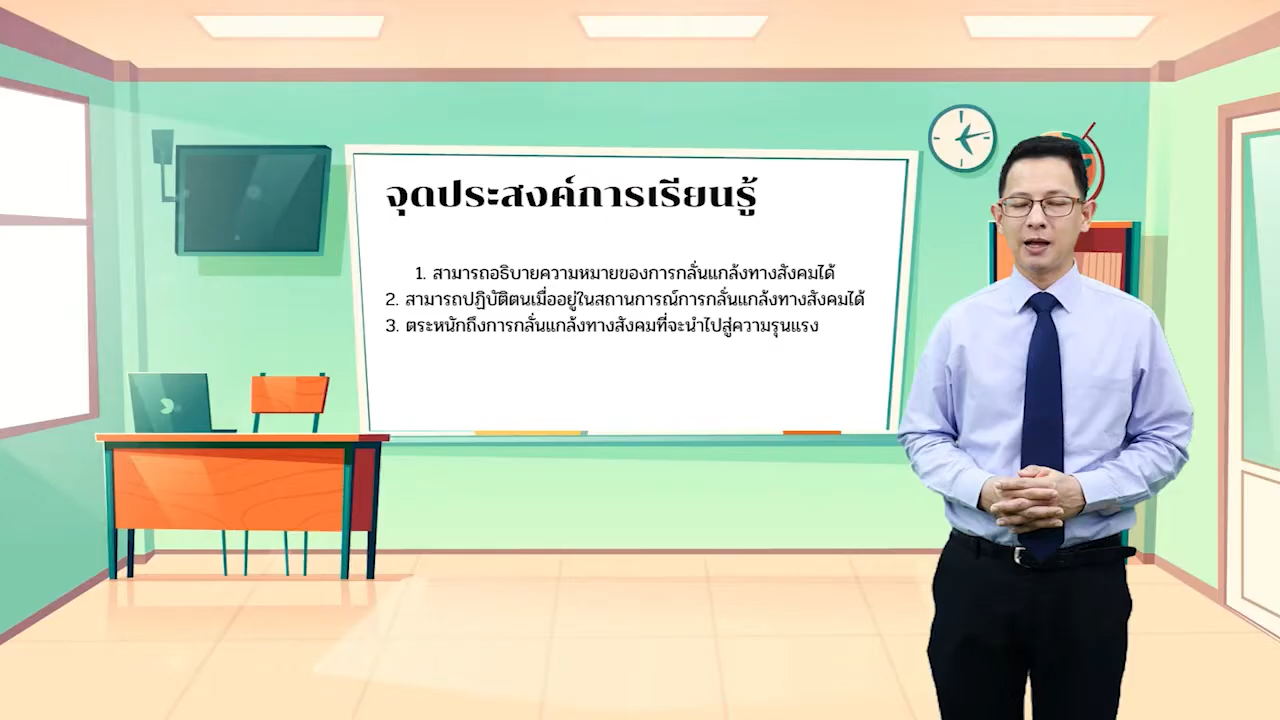 จุดประสงค์การเรียนรู้
1. สามารถอธิบายความหมายของการกลั่นแกล้งทางสังคมได้
2. สามารถปฏิบัติตนเมื่ออยู่ในสถานการณ์การกลั่นแกล้งทางสังคมได้
3. ตระหนักถึงการกลั่นแกล้งทางสังคมที่จะนำไปสู่ความรุนแรง